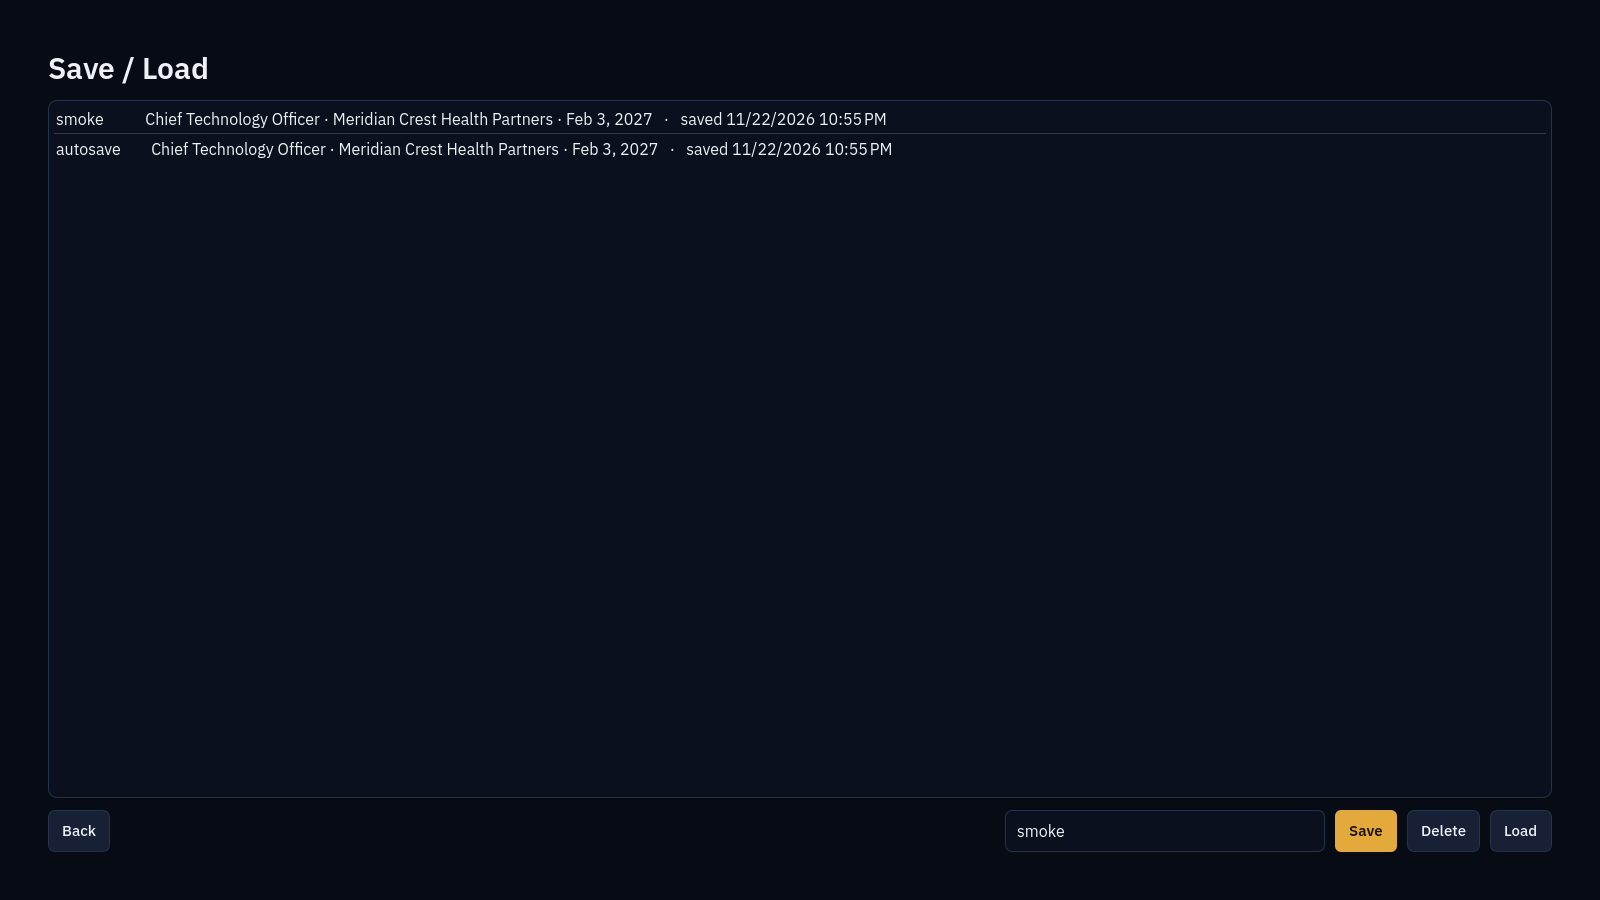 Save / Load
smoke Chief Technology Officer · Meridian Crest Health Partners · Feb 3, 2027 · saved 11/22/2026 10:55 PM
autosave Chief Technology Officer · Meridian Crest Health Partners · Feb 3, 2027 · saved 11/22/2026 10:55 PM
Back smoke Save Delete Load